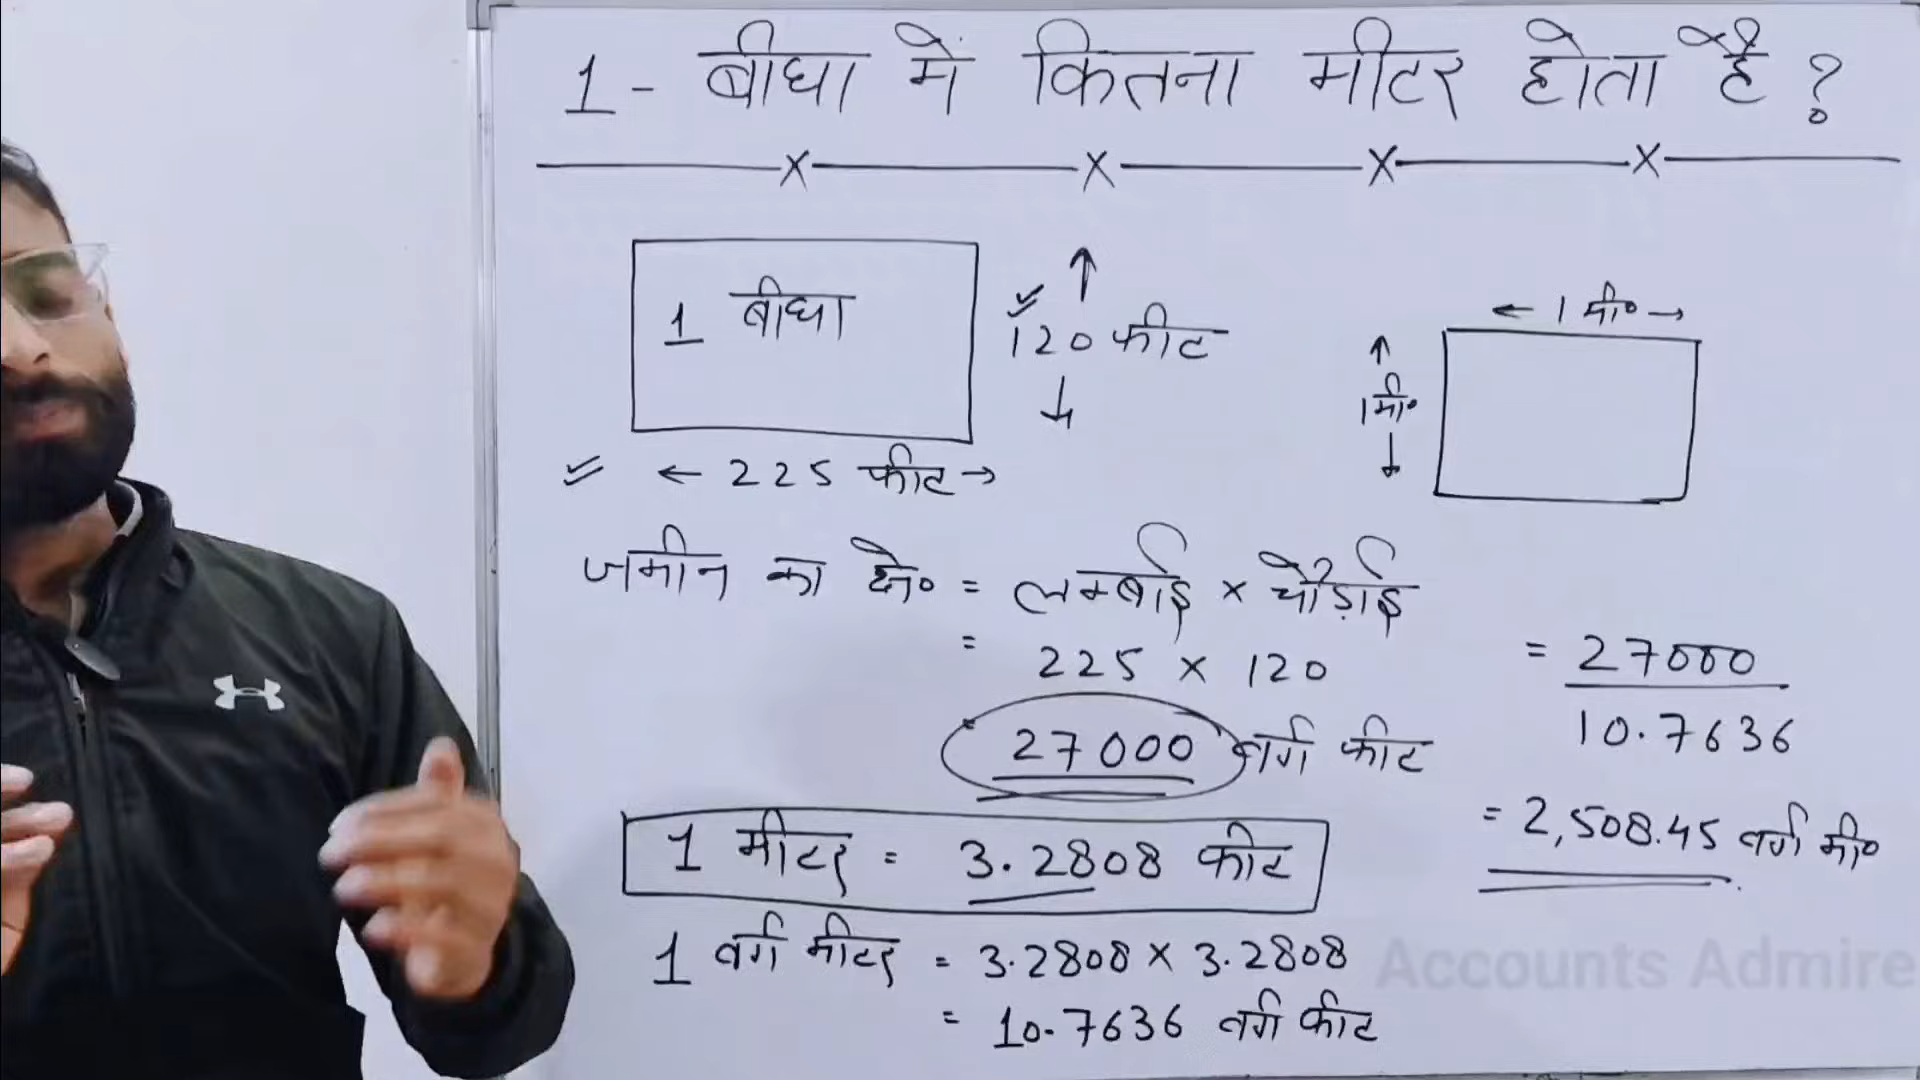 1 - बीघा में कितना मीटर होता है ?
1 बीघा
120 फीट
← 225 फीट →
← 1 मी० →
1 मी०
जमीन का क्षे० = लम्बाई × चौड़ाई
= 225 × 120
= 27000 वर्ग फीट
1 मीटर = 3.2808 फीट
1 वर्ग मीटर = 3.2808 × 3.2808
= 10.7636 वर्ग फीट
= 27000
10.7636
= 2,508.45 वर्ग मी०
Accounts Admire